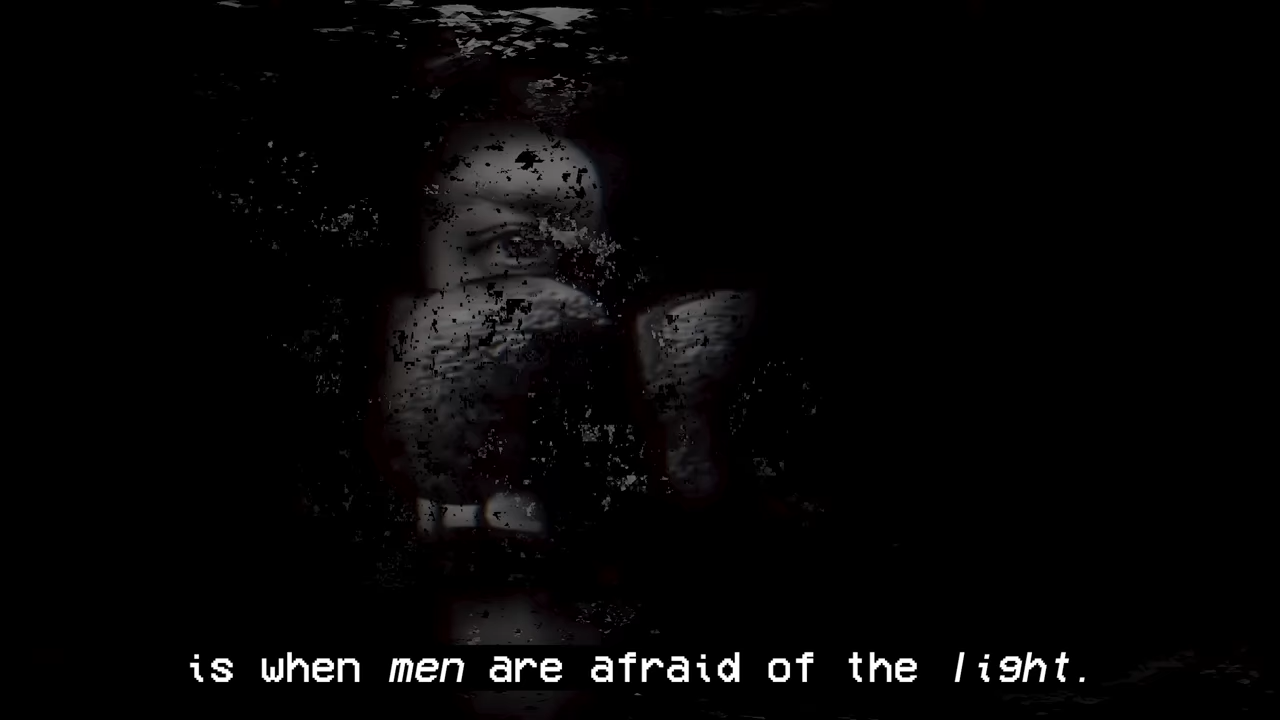 is when men are afraid of the light.